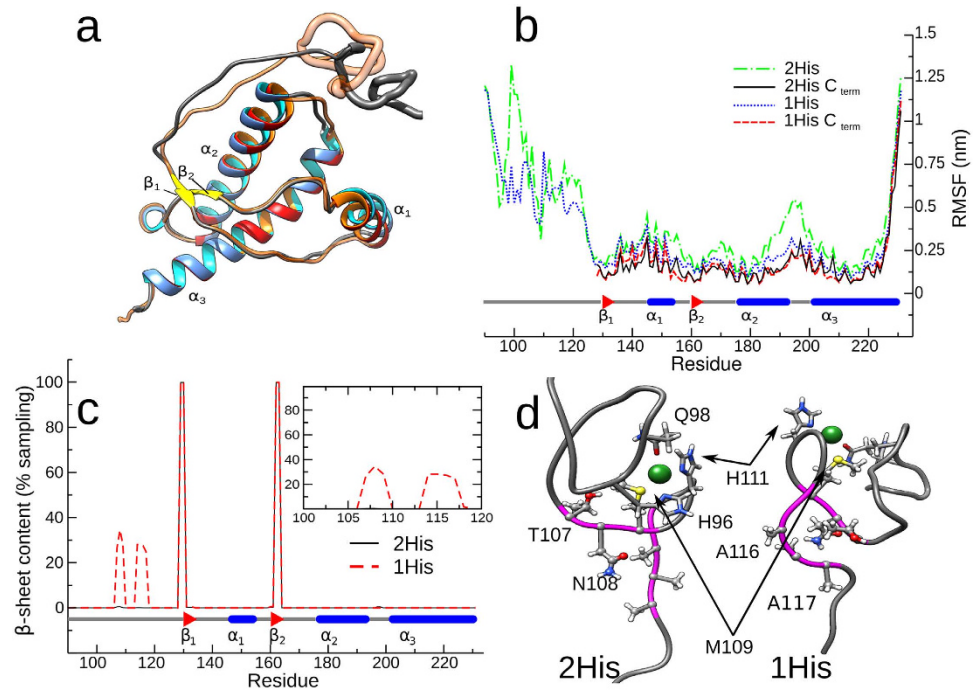 a
α2
β2
β1
α1
α3
b
2His
2His C term
1His
1His C term
1.5
1.25
1
0.75
0.5
0.25
0
RMSF (nm)
β1 α1 β2 α2 α3
100 120 140 160 180 200 220
Residue
c
β-sheet content (% sampling)
100
80
60
40
20
0
80
60
40
20
100 105 110 115 120
2His
1His
β1 α1 β2 α2 α3
100 120 140 160 180 200 220
Residue
d
Q98
H111
T107
H96
A116
N108
A117
M109
2His
1His